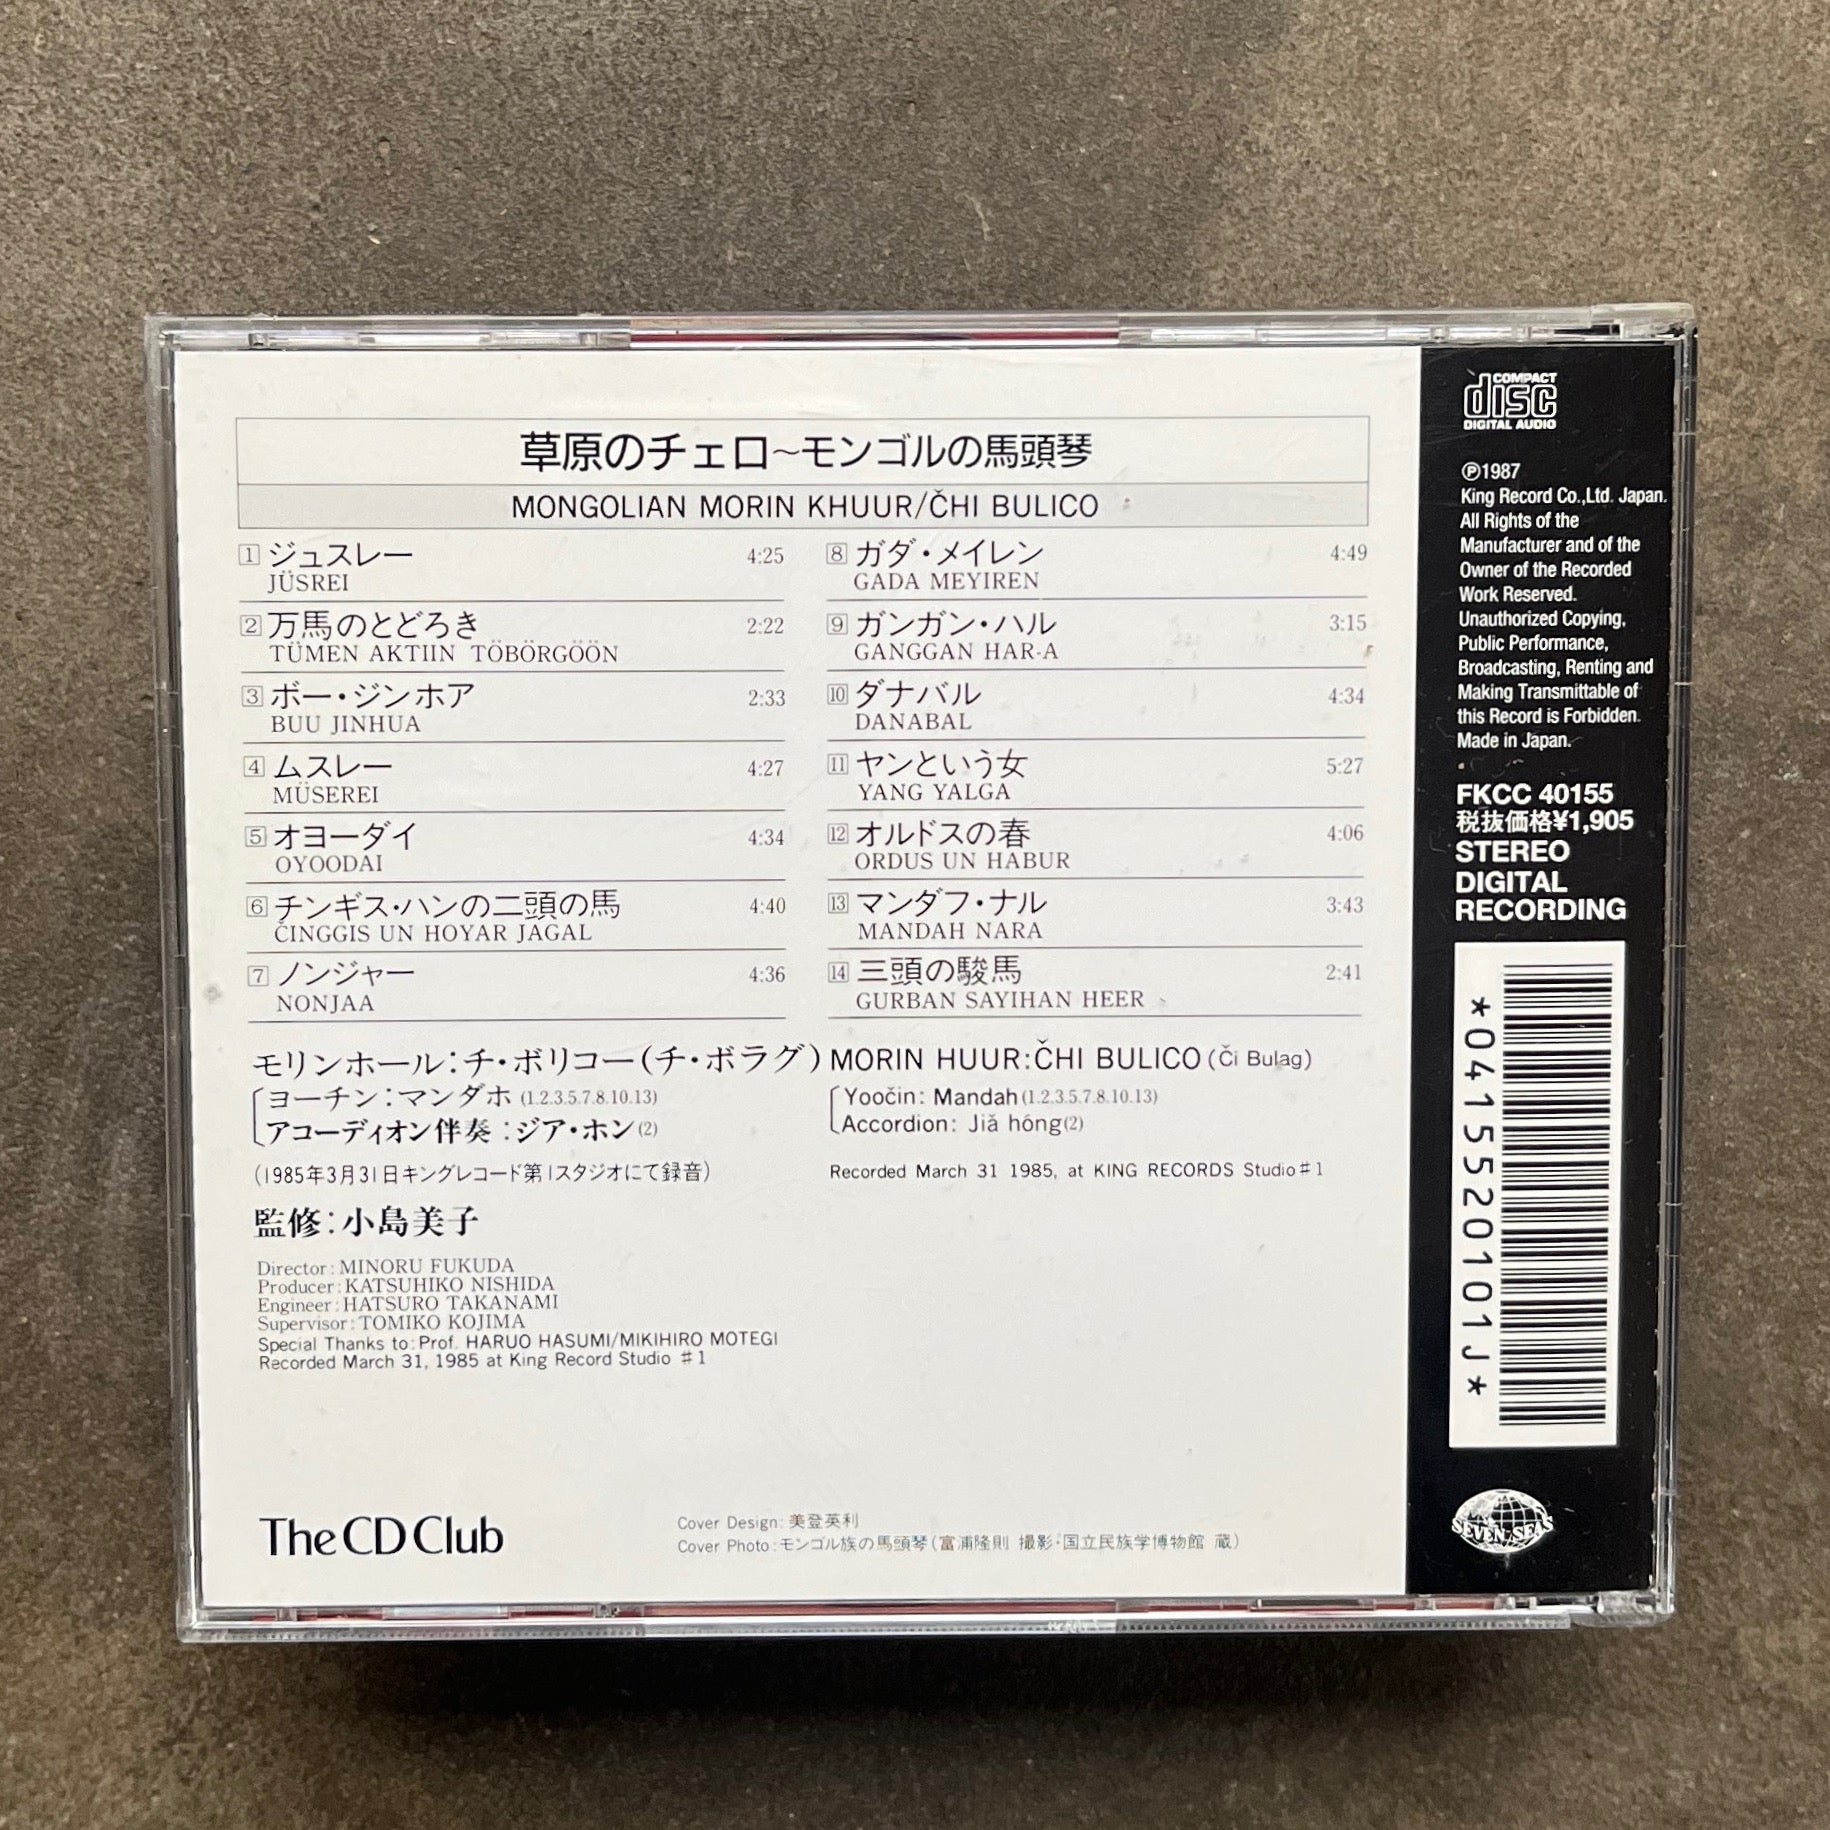 草原のチェロ~モンゴルの馬頭琴
MONGOLIAN MORIN KHUUR/ČHI BULICO
1 ジュスレー 4:25
JÜSREI
2 万馬のとどろき 2:22
TÜMEN AKTIIN TÖBÖRGÖÖN
3 ボー・ジンホア 2:33
BUU JINHUA
4 ムスレー 4:27
MÜSEREI
5 オヨーダイ 4:34
OYOODAI
6 チンギス・ハンの二頭の馬 4:40
ČINGGIS UN HOYAR JAGAL
7 ノンジャー 4:36
NONJAA
8 ガダ・メイレン 4:49
GADA MEYIREN
9 ガンガン・ハル 3:15
GANGGAN HAR-A
10 ダナバル 4:34
DANABAL
11 ヤンという女 5:27
YANG YALGA
12 オルドスの春 4:06
ORDUS UN HABUR
13 マンダフ・ナル 3:43
MANDAH NARA
14 三頭の駿馬 2:41
GURBAN SAYIHAN HEER
モリンホール:チ・ボリコー(チ・ボラグ)
ヨーチン:マンダホ(1.2.3.5.7.8.10.13)
アコーディオン伴奏:ジア・ホン(2)
(1985年3月31日キングレコード第1スタジオにて録音)
MORIN HUUR:ČHI BULICO(Či Bulag)
Yoočin: Mandah(1.2.3.5.7.8.10.13)
Accordion: Jiǎ hóng(2)
Recorded March 31 1985, at KING RECORDS Studio♯1
監修:小島美子
Director:MINORU FUKUDA
Producer:KATSUHIKO NISHIDA
Engineer:HATSURO TAKANAMI
Supervisor:TOMIKO KOJIMA
Special Thanks to:Prof. HARUO HASUMI/MIKIHIRO MOTEGI
Recorded March 31, 1985 at King Record Studio ♯1
The CD Club
Cover Design:美登英利
Cover Photo:モンゴル族の馬頭琴(富浦隆則 撮影・国立民族学博物館 蔵)
COMPACT
disc
DIGITAL AUDIO
Ⓟ1987
King Record Co.,Ltd. Japan.
All Rights of the
Manufacturer and of the
Owner of the Recorded
Work Reserved.
Unauthorized Copying,
Public Performance,
Broadcasting, Renting and
Making Transmittable of
this Record is Forbidden.
Made in Japan.
FKCC 40155
税抜価格¥1,905
STEREO
DIGITAL
RECORDING
*0415520101J*
SEVEN SEAS